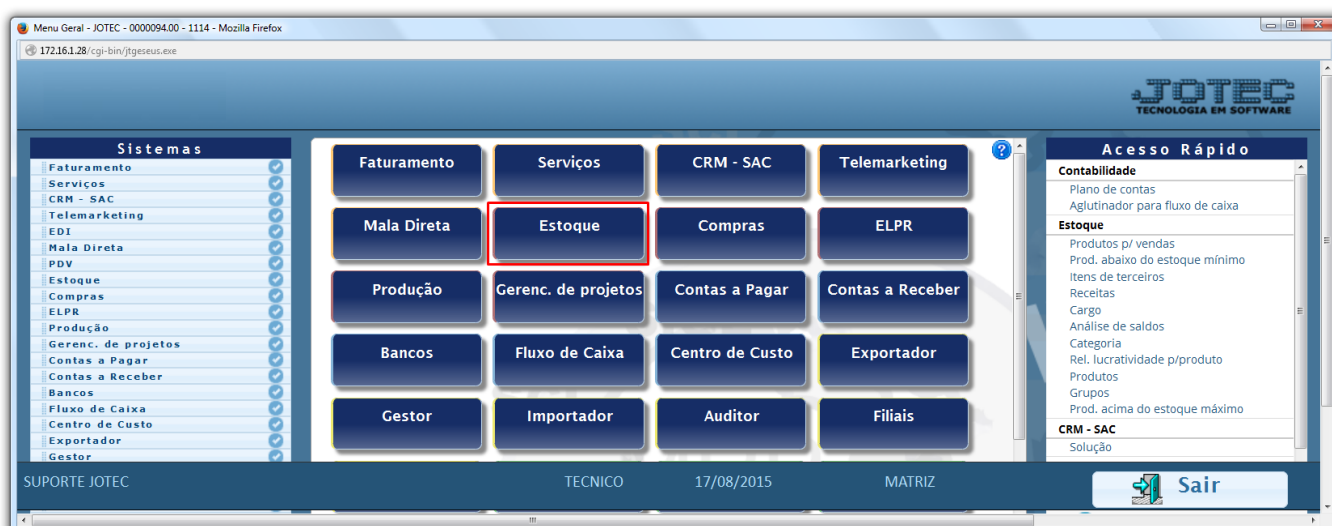 Menu Geral - JOTEC - 0000094.00 - 1114 - Mozilla Firefox
172.16.1.28/cgi-bin/jtgeseus.exe
JOTEC
TECNOLOGIA EM SOFTWARE
Sistemas
Faturamento
Serviços
CRM - SAC
Telemarketing
EDI
Mala Direta
PDV
Estoque
Compras
ELPR
Produção
Gerenc. de projetos
Contas a Pagar
Contas a Receber
Bancos
Fluxo de Caixa
Centro de Custo
Exportador
Gestor
Faturamento Serviços CRM - SAC Telemarketing ?
Mala Direta Estoque Compras ELPR
Produção Gerenc. de projetos Contas a Pagar Contas a Receber
Bancos Fluxo de Caixa Centro de Custo Exportador
Gestor Importador Auditor Filiais
Acesso Rápido
Contabilidade
Plano de contas
Aglutinador para fluxo de caixa
Estoque
Produtos p/ vendas
Prod. abaixo do estoque mínimo
Itens de terceiros
Receitas
Cargo
Análise de saldos
Categoria
Rel. lucratividade p/produto
Produtos
Grupos
Prod. acima do estoque máximo
CRM - SAC
Solução
SUPORTE JOTEC TECNICO 17/08/2015 MATRIZ Sair